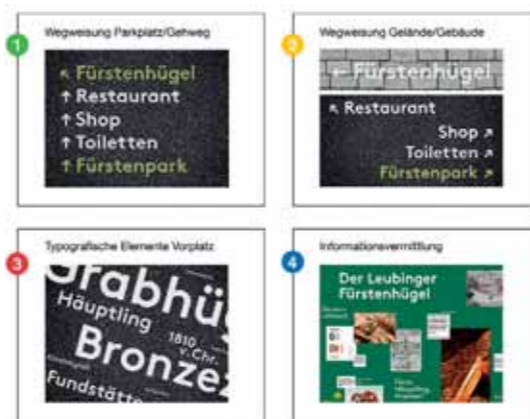 1
Wegweisung Parkplatz/Gehweg
↖ Fürstenhügel
↑ Restaurant
↑ Shop
↑ Toiletten
↑ Fürstenpark
2
Wegweisung Gelände/Gebäude
← Fürstenhügel
↖ Restaurant
Shop ↗
Toiletten ↗
Fürstenpark ↗
3
Typografische Elemente Vorplatz
Grabhü
Häuptling
1810
v. Chr.
Bronzez
Fundstätte
4
Informationsvermittlung
Der Leubinger
Fürstenhügel